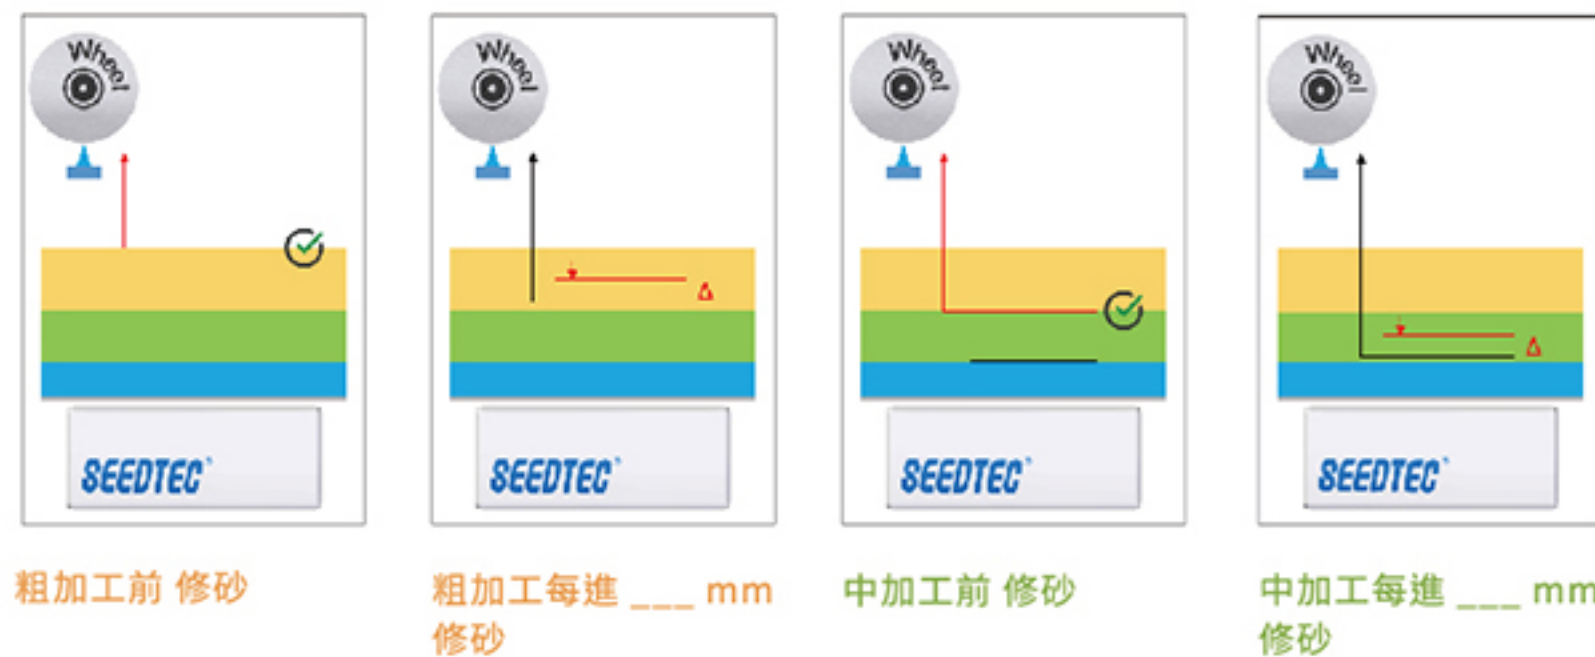 Wheel
Wheel
Wheel
Wheel
Δ
Δ
SEEDTEC
SEEDTEC
SEEDTEC
SEEDTEC
粗加工前 修砂
粗加工每進 ___ mm
修砂
中加工前 修砂
中加工每進 ___ mm
修砂